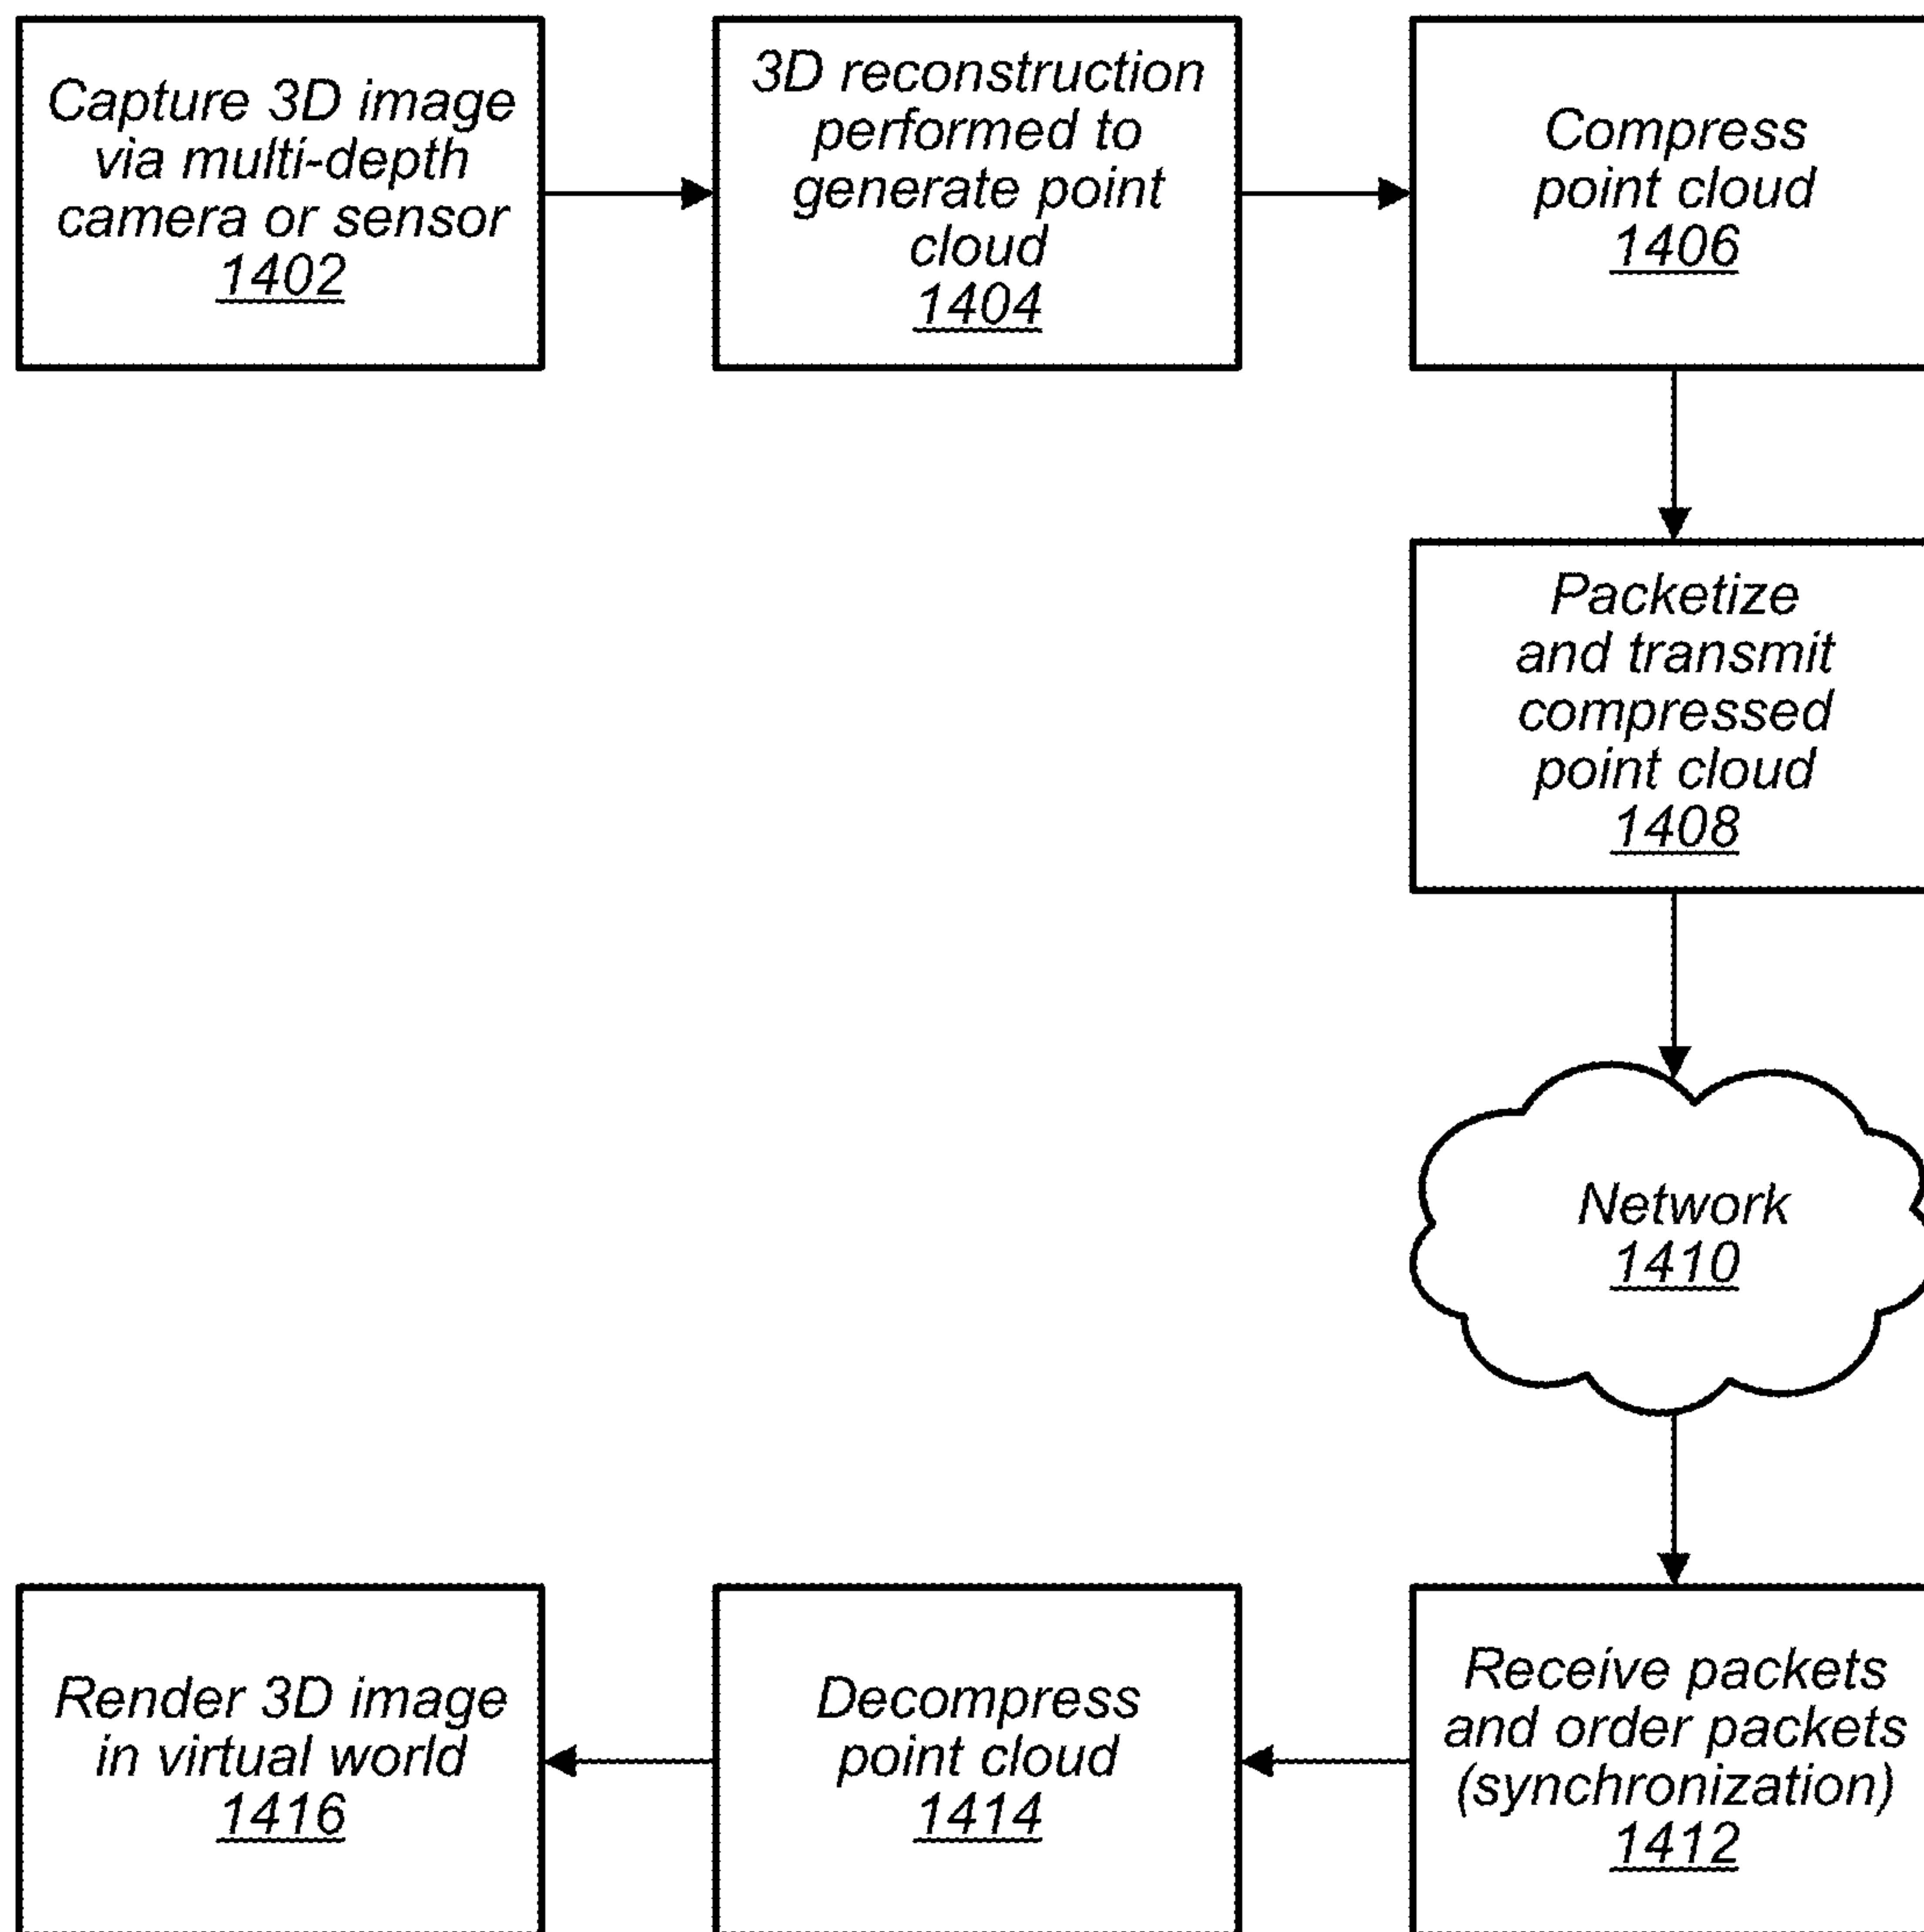 Capture 3D image
via multi-depth
camera or sensor
1402
3D reconstruction
performed to
generate point
cloud
1404
Compress
point cloud
1406
Packetize
and transmit
compressed
point cloud
1408
Network
1410
Receive packets
and order packets
(synchronization)
1412
Decompress
point cloud
1414
Render 3D image
in virtual world
1416